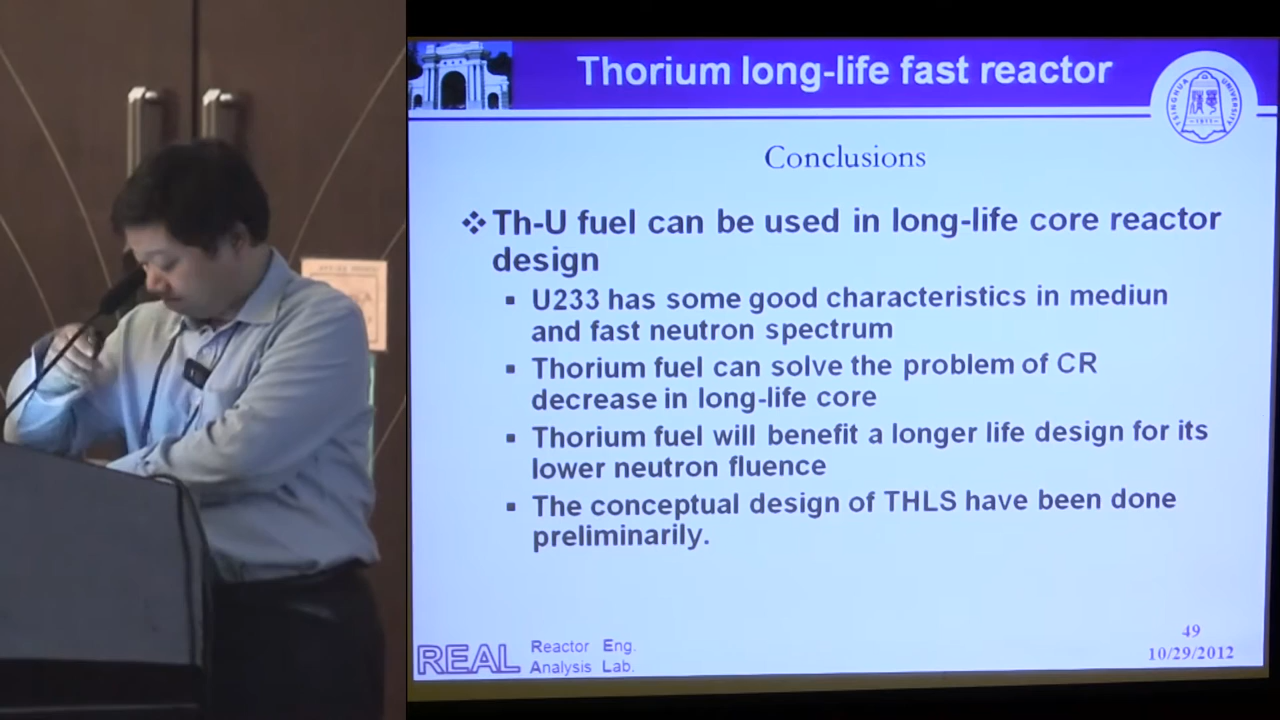 Thorium long-life fast reactor
TSINGHUA UNIVERSITY
1911
Conclusions
❖ Th-U fuel can be used in long-life core reactor
design
▪ U233 has some good characteristics in mediun
and fast neutron spectrum
▪ Thorium fuel can solve the problem of CR
decrease in long-life core
▪ Thorium fuel will benefit a longer life design for its
lower neutron fluence
▪ The conceptual design of THLS have been done
preliminarily.
REAL Reactor Eng.
Analysis Lab.
49
10/29/2012